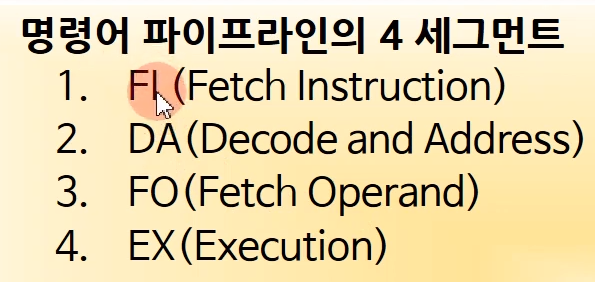 명령어 파이프라인의 4 세그먼트
1. FI (Fetch Instruction)
2. DA(Decode and Address)
3. FO(Fetch Operand)
4. EX(Execution)